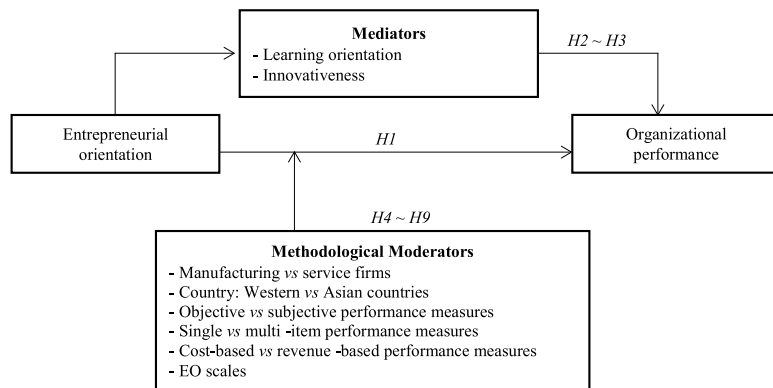 Mediators
- Learning orientation
- Innovativeness
H2 ~ H3
Entrepreneurial
orientation
H1
Organizational
performance
H4 ~ H9
Methodological Moderators
- Manufacturing vs service firms
- Country: Western vs Asian countries
- Objective vs subjective performance measures
- Single vs multi -item performance measures
- Cost-based vs revenue -based performance measures
- EO scales